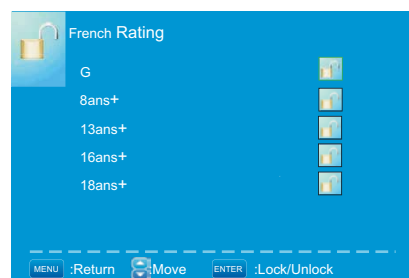 French Rating
G
8ans+
13ans+
16ans+
18ans+
MENU :Return Move ENTER :Lock/Unlock